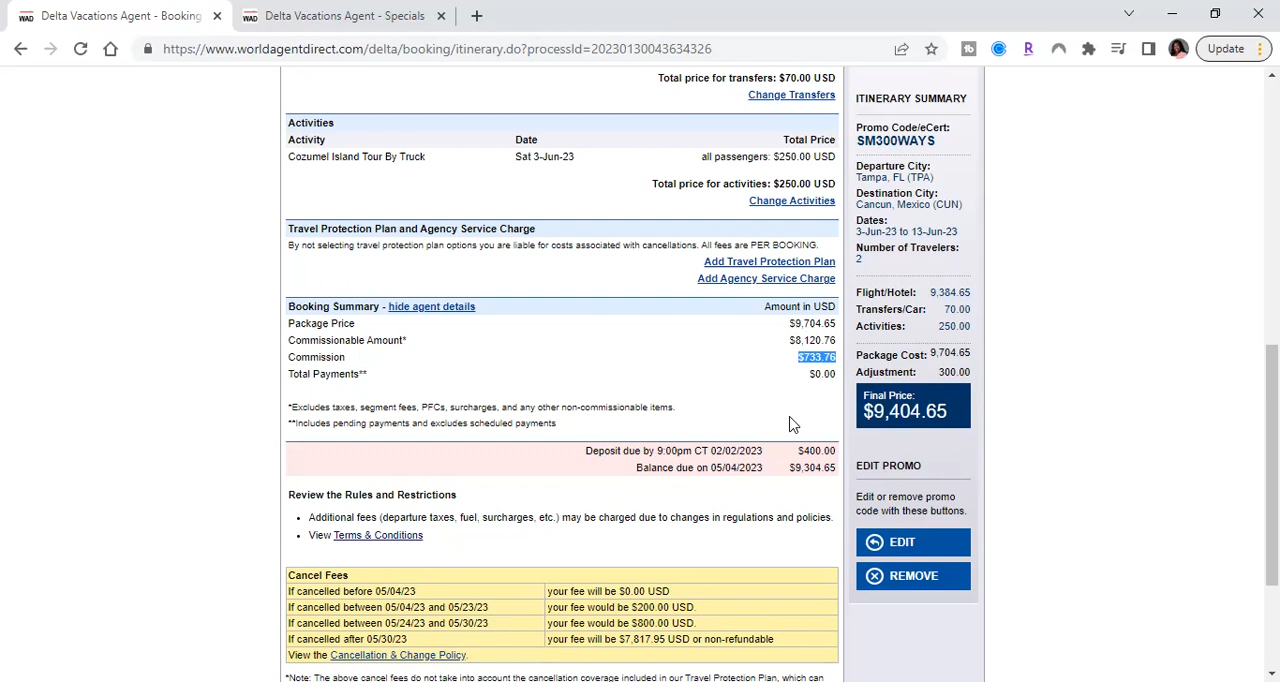 WAD Delta Vacations Agent - Booking
WAD Delta Vacations Agent - Specials
https://www.worldagentdirect.com/delta/booking/itinerary.do?processId=20230130043634326
Update
Total price for transfers: $70.00 USD
Change Transfers
Activities
Activity Date Total Price
Cozumel Island Tour By Truck Sat 3-Jun-23 all passengers: $250.00 USD
Total price for activities: $250.00 USD
Change Activities
Travel Protection Plan and Agency Service Charge
By not selecting travel protection plan options you are liable for costs associated with cancellations. All fees are PER BOOKING.
Add Travel Protection Plan
Add Agency Service Charge
Booking Summary - hide agent details Amount in USD
Package Price $9,704.65
Commissionable Amount* $8,120.76
Commission $733.76
Total Payments** $0.00
*Excludes taxes, segment fees, PFCs, surcharges, and any other non-commissionable items.
**Includes pending payments and excludes scheduled payments
Deposit due by 9:00pm CT 02/02/2023 $400.00
Balance due on 05/04/2023 $9,304.65
Review the Rules and Restrictions
• Additional fees (departure taxes, fuel, surcharges, etc.) may be charged due to changes in regulations and policies.
• View Terms & Conditions
Cancel Fees
If cancelled before 05/04/23 your fee will be $0.00 USD
If cancelled between 05/04/23 and 05/23/23 your fee would be $200.00 USD.
If cancelled between 05/24/23 and 05/30/23 your fee would be $800.00 USD.
If cancelled after 05/30/23 your fee will be $7,817.95 USD or non-refundable
View the Cancellation & Change Policy.
*Note: The above cancel fees do not take into account the cancellation coverage included in our Travel Protection Plan, which can
ITINERARY SUMMARY
Promo Code/eCert:
SM300WAYS
Departure City:
Tampa, FL (TPA)
Destination City:
Cancun, Mexico (CUN)
Dates:
3-Jun-23 to 13-Jun-23
Number of Travelers:
2
Flight/Hotel: 9,384.65
Transfers/Car: 70.00
Activities: 250.00
Package Cost: 9,704.65
Adjustment: 300.00
Final Price:
$9,404.65
EDIT PROMO
Edit or remove promo
code with these buttons.
EDIT
REMOVE